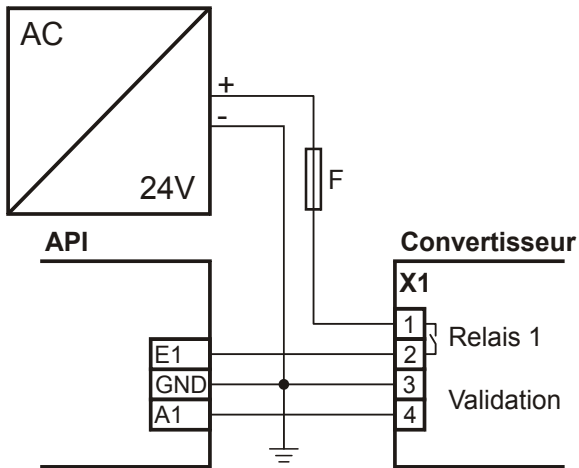 AC
+
-
24V
F
API
Convertisseur
X1
1
Relais 1
E1
2
GND
3
Validation
A1
4